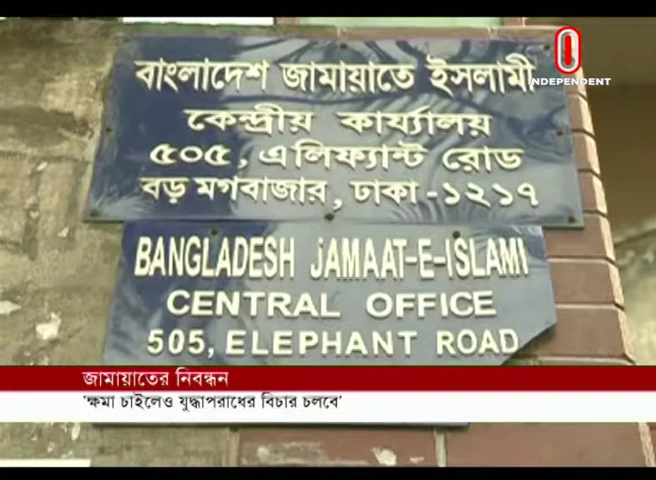 বাংলাদেশ জামায়াতে ইসলামী
INDEPENDENT
কেন্দ্রীয় কার্য্যালয়
৫০৫, এলিফ্যান্ট রোড
বড় মগবাজার, ঢাকা -১২১৭
BANGLADESH JAMAAT-E-ISLAMI
CENTRAL OFFICE
505, ELEPHANT ROAD
জামায়াতের নিবন্ধন
'ক্ষমা চাইলেও যুদ্ধাপরাধের বিচার চলবে'